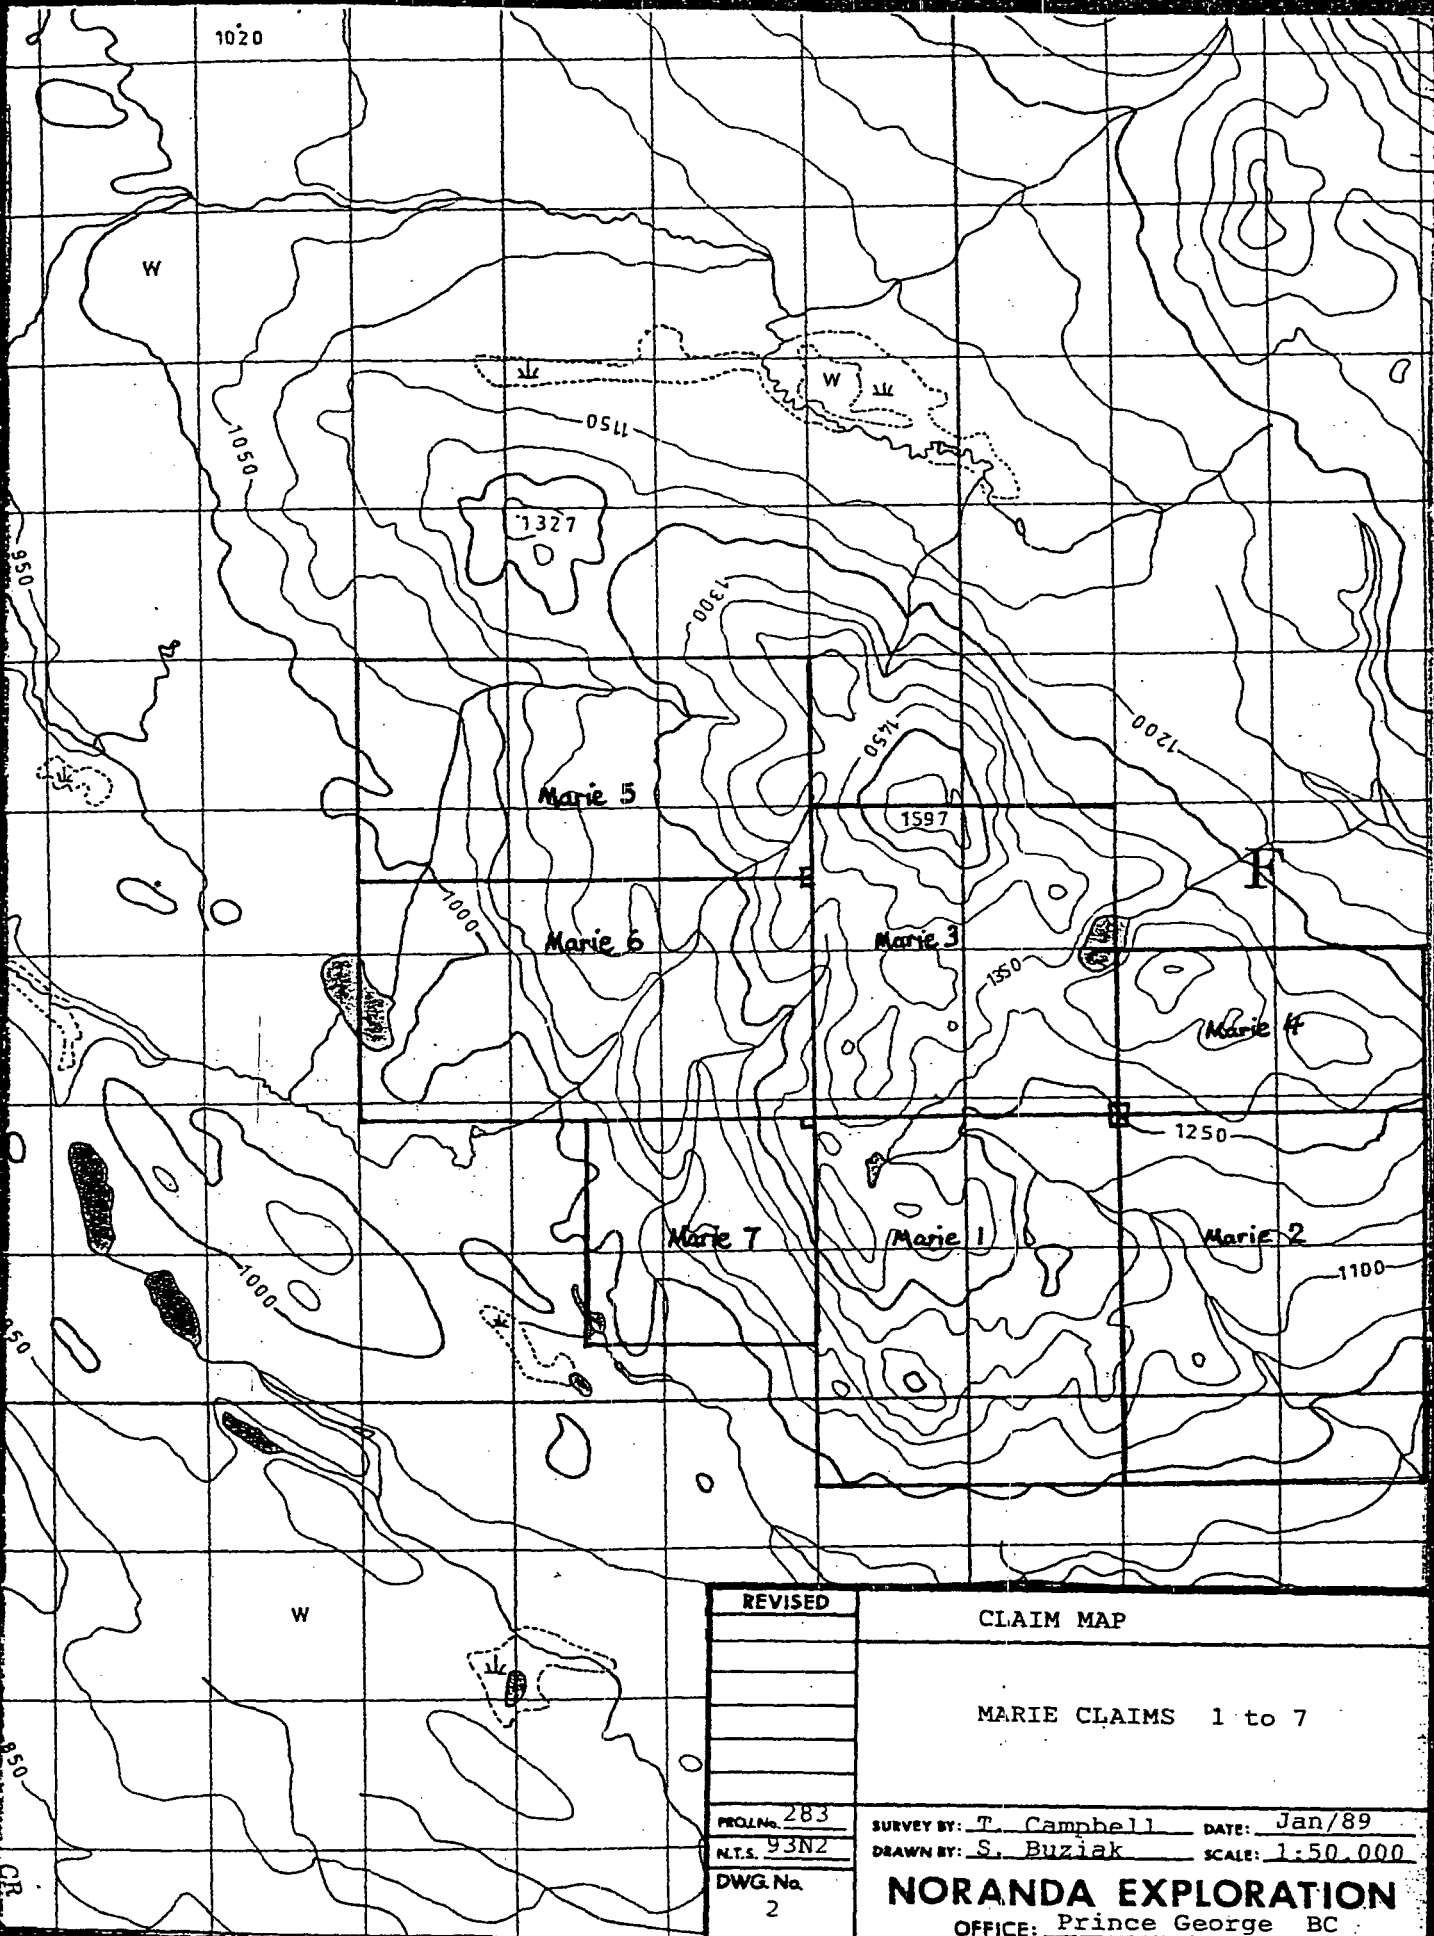 1020
W
W
1050
1150
1327
950
1300
1450
1200
Marie 5
1597
F
1000
Marie 6
Marie 3
1350
Marie 4
1250
Marie 7
Marie 1
Marie 2
1100
1000
950
W
850
CR
REVISED
CLAIM MAP
MARIE CLAIMS 1 to 7
PROJ. No. 283
SURVEY BY: T. Campbell DATE: Jan/89
N.T.S. 93N2
DRAWN BY: S. Buziak SCALE: 1:50,000
DWG. No.
2
NORANDA EXPLORATION
OFFICE: Prince George BC